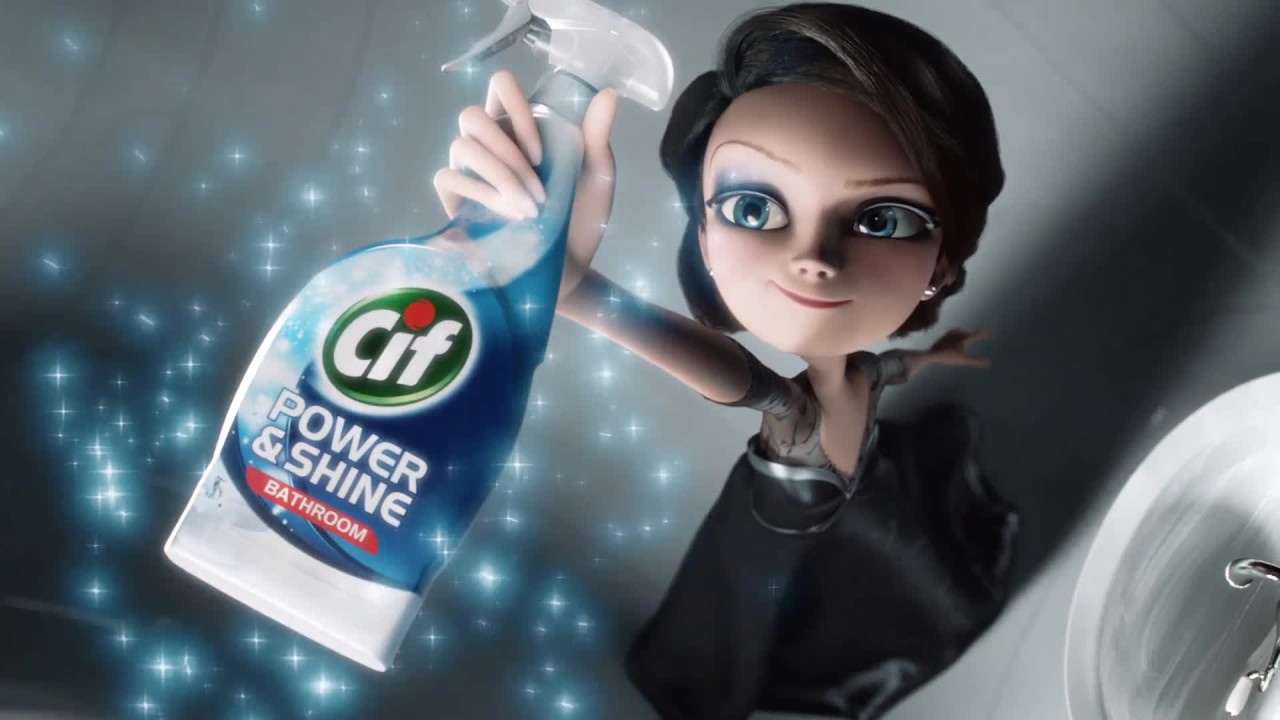 Cif
POWER
& SHINE
BATHROOM